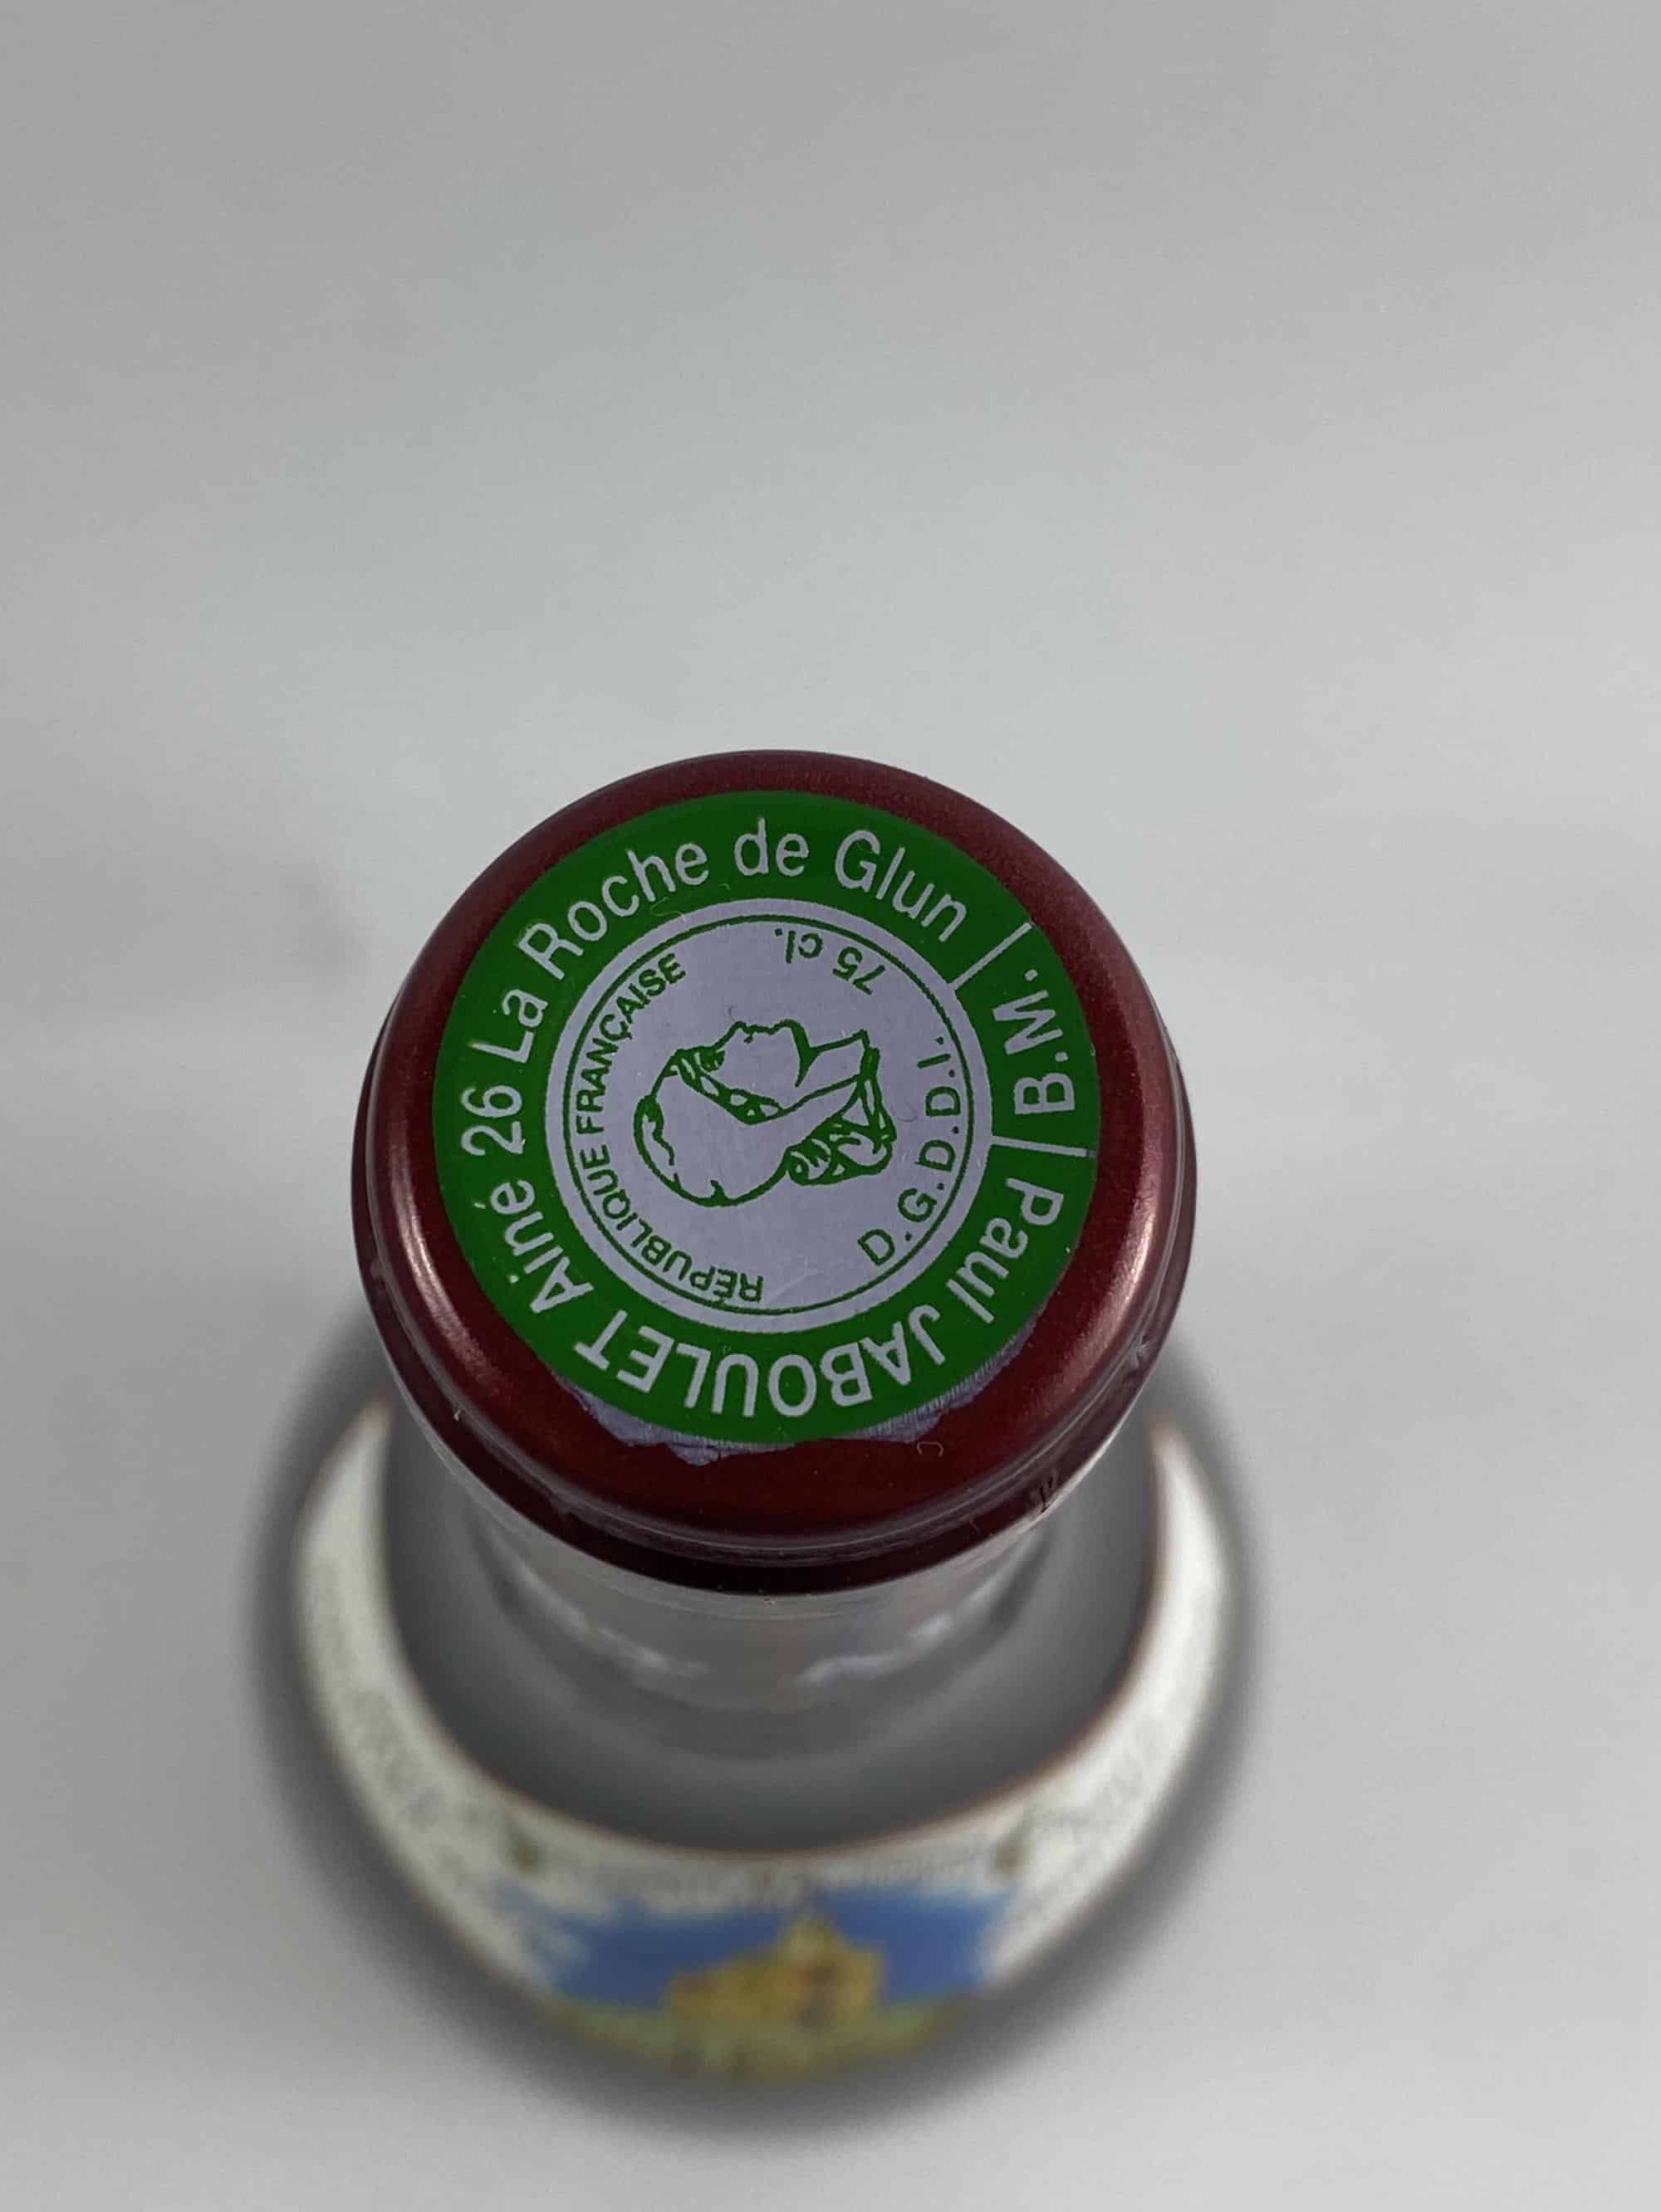 Paul JABOULET Aîné 26 La Roche de Glun
B.M.
RÉPUBLIQUE FRANÇAISE
75 cl.
D.G.D.D.I.